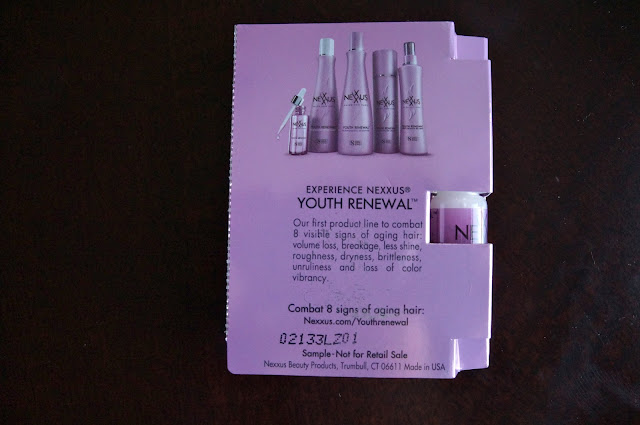 NEXXUS
NEXXUS
NEXXUS
YOUTH RENEWAL
YOUTH RENEWAL
EXPERIENCE NEXXUS®
YOUTH RENEWAL™
Our first product line to combat
8 visible signs of aging hair:
volume loss, breakage, less shine,
roughness, dryness, brittleness,
unruliness and loss of color
vibrancy.
NE
Combat 8 signs of aging hair:
Nexxus.com/Youthrenewal
02133L201
Sample-Not for Retail Sale
Nexxus Beauty Products, Trumbull, CT 06611 Made in USA